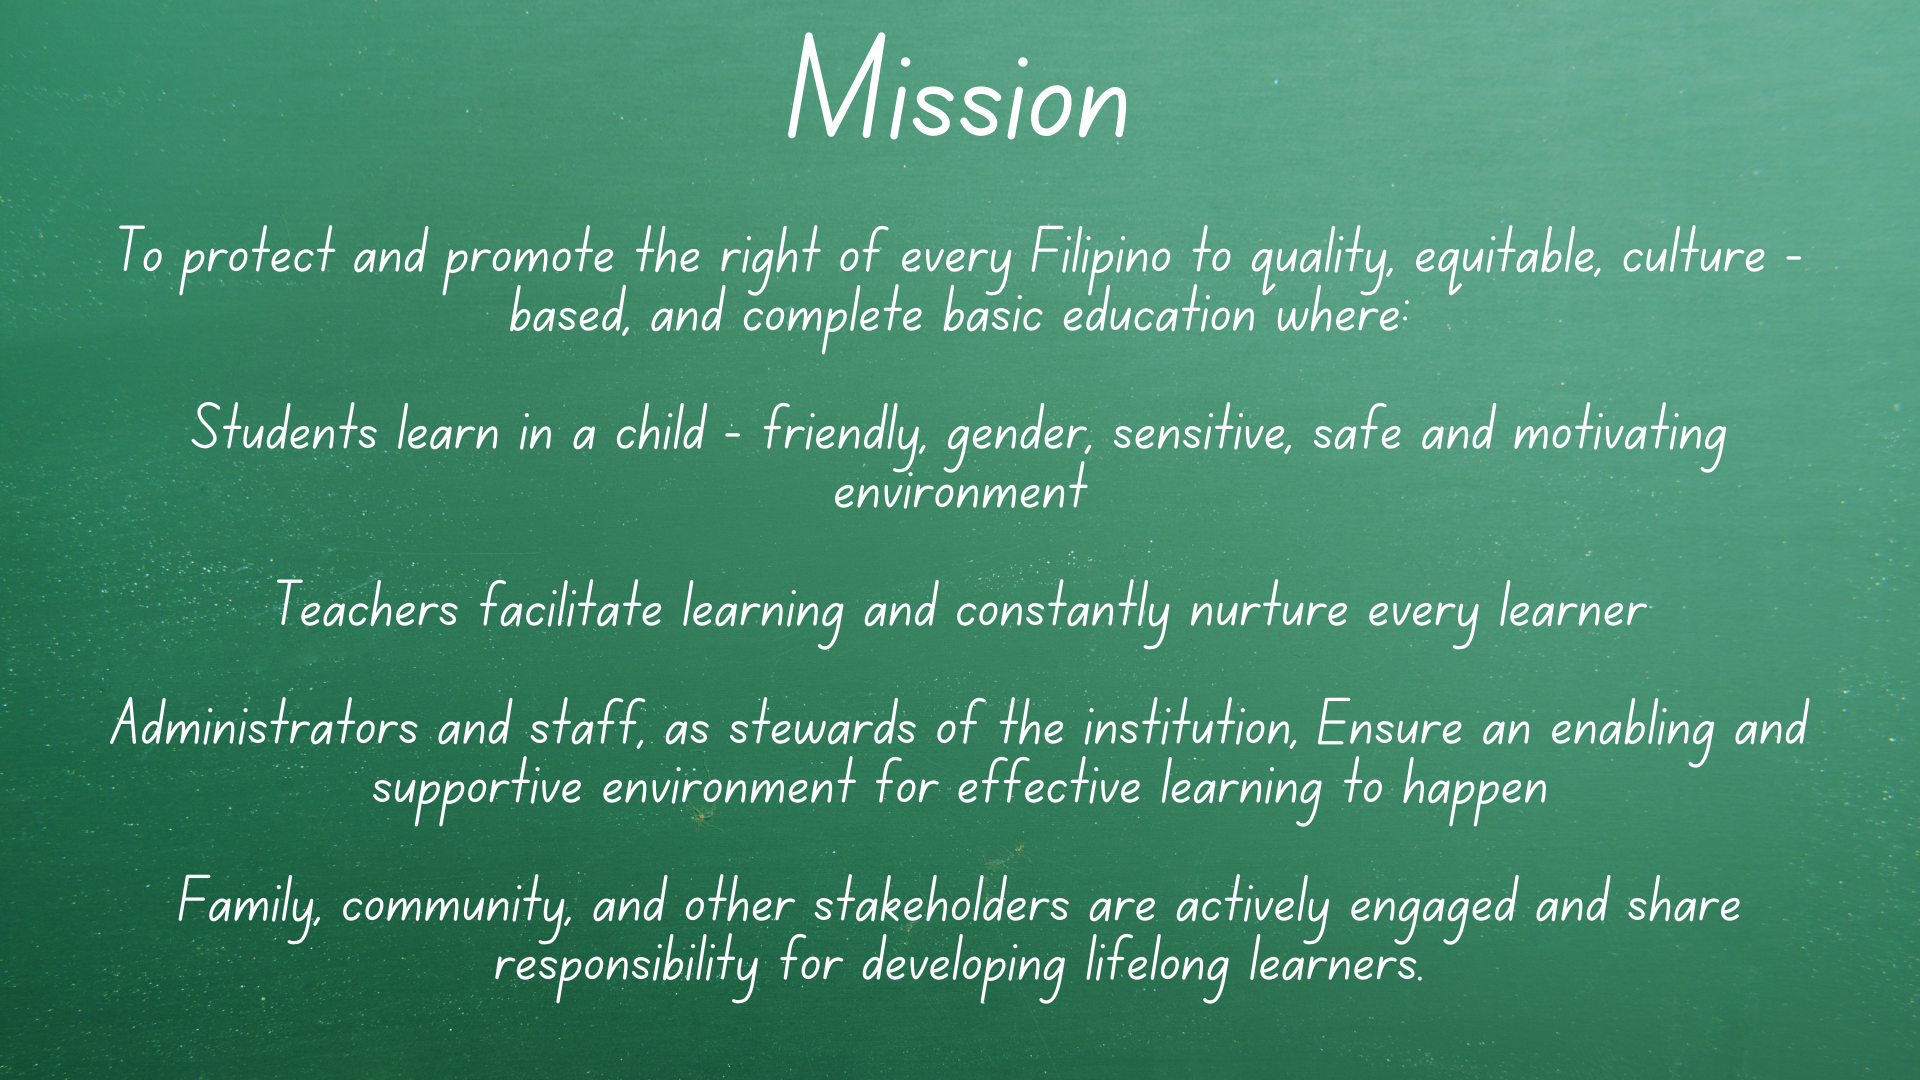 Mission
To protect and promote the right of every Filipino to quality, equitable, culture -
based, and complete basic education where:
Students learn in a child - friendly, gender, sensitive, safe and motivating
environment
Teachers facilitate learning and constantly nurture every learner
Administrators and staff, as stewards of the institution, Ensure an enabling and
supportive environment for effective learning to happen
Family, community, and other stakeholders are actively engaged and share
responsibility for developing lifelong learners.